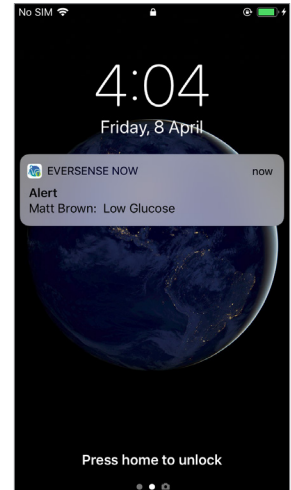 No SIM
4:04
Friday, 8 April
EVERSENSE NOW now
Alert
Matt Brown: Low Glucose
Press home to unlock